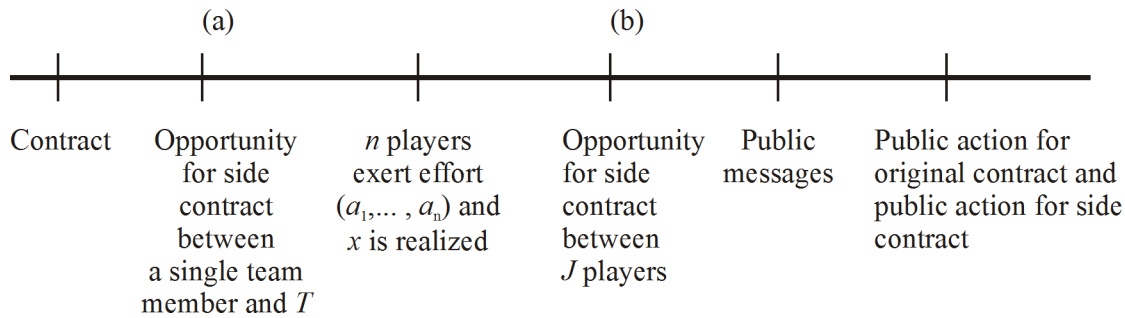 (a)
(b)
Contract
Opportunity
for side
contract
between
a single team
member and T
n players
exert effort
(a₁,... , aₙ) and
x is realized
Opportunity
for side
contract
between
J players
Public
messages
Public action for
original contract and
public action for side
contract